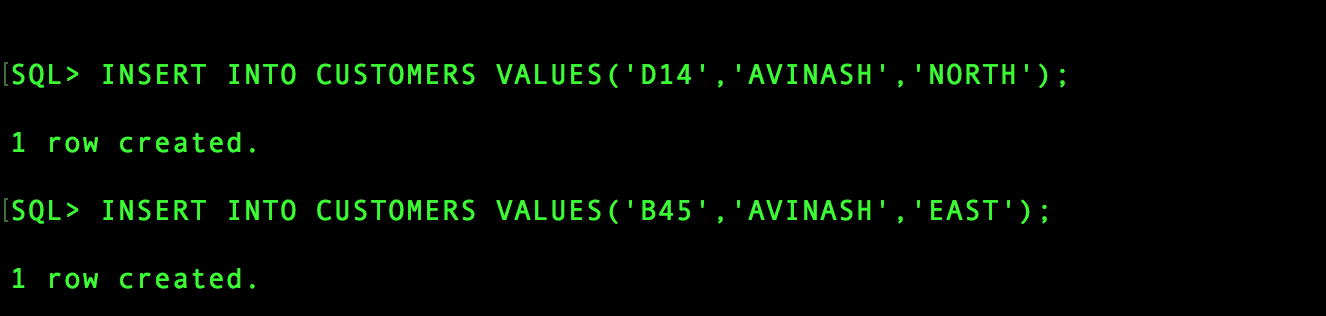 [SQL> INSERT INTO CUSTOMERS VALUES('D14','AVINASH','NORTH');
1 row created.
[SQL> INSERT INTO CUSTOMERS VALUES('B45','AVINASH','EAST');
1 row created.